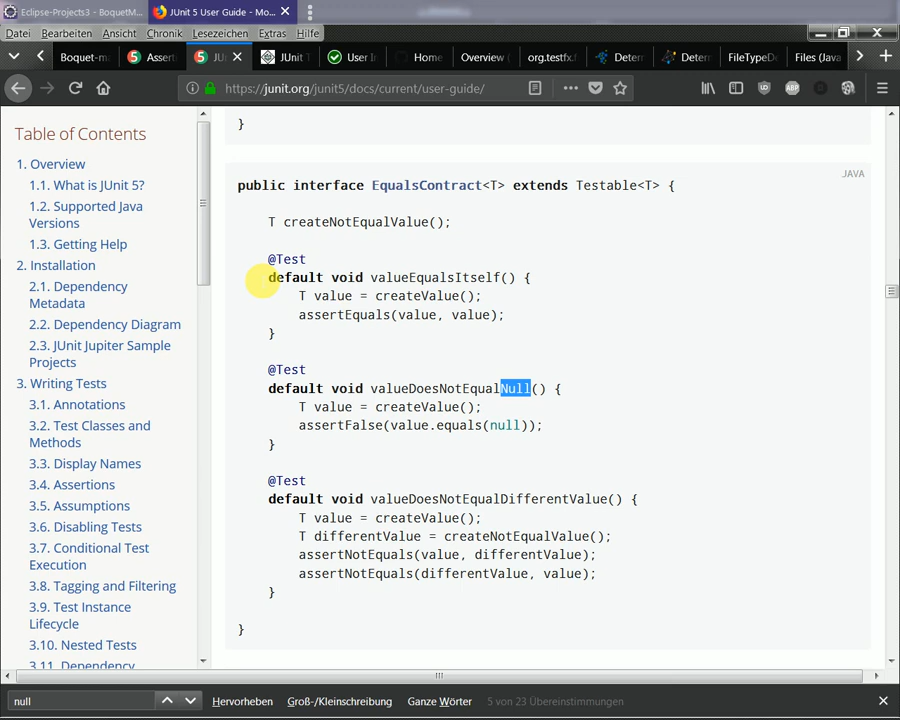 Eclipse-Projects3 - BoquetM...
JUnit 5 User Guide - Mo...
Datei Bearbeiten Ansicht Chronik Lesezeichen Extras Hilfe
Boquet-m
Assert
JU
JUnit T
User In
Home
Overview (
org.testfx.f
Determ
Determ
FileTypeDe
Files (Java
https://junit.org/junit5/docs/current/user-guide/
Table of Contents
1. Overview
1.1. What is JUnit 5?
1.2. Supported Java
Versions
1.3. Getting Help
2. Installation
2.1. Dependency
Metadata
2.2. Dependency Diagram
2.3. JUnit Jupiter Sample
Projects
3. Writing Tests
3.1. Annotations
3.2. Test Classes and
Methods
3.3. Display Names
3.4. Assertions
3.5. Assumptions
3.6. Disabling Tests
3.7. Conditional Test
Execution
3.8. Tagging and Filtering
3.9. Test Instance
Lifecycle
3.10. Nested Tests
3.11. Dependency
}
JAVA
public interface EqualsContract<T> extends Testable<T> {
T createNotEqualValue();
@Test
default void valueEqualsItself() {
T value = createValue();
assertEquals(value, value);
}
@Test
default void valueDoesNotEqualNull() {
T value = createValue();
assertFalse(value.equals(null));
}
@Test
default void valueDoesNotEqualDifferentValue() {
T value = createValue();
T differentValue = createNotEqualValue();
assertNotEquals(value, differentValue);
assertNotEquals(differentValue, value);
}
}
null
Hervorheben Groß-/Kleinschreibung Ganze Wörter 5 von 23 Übereinstimmungen